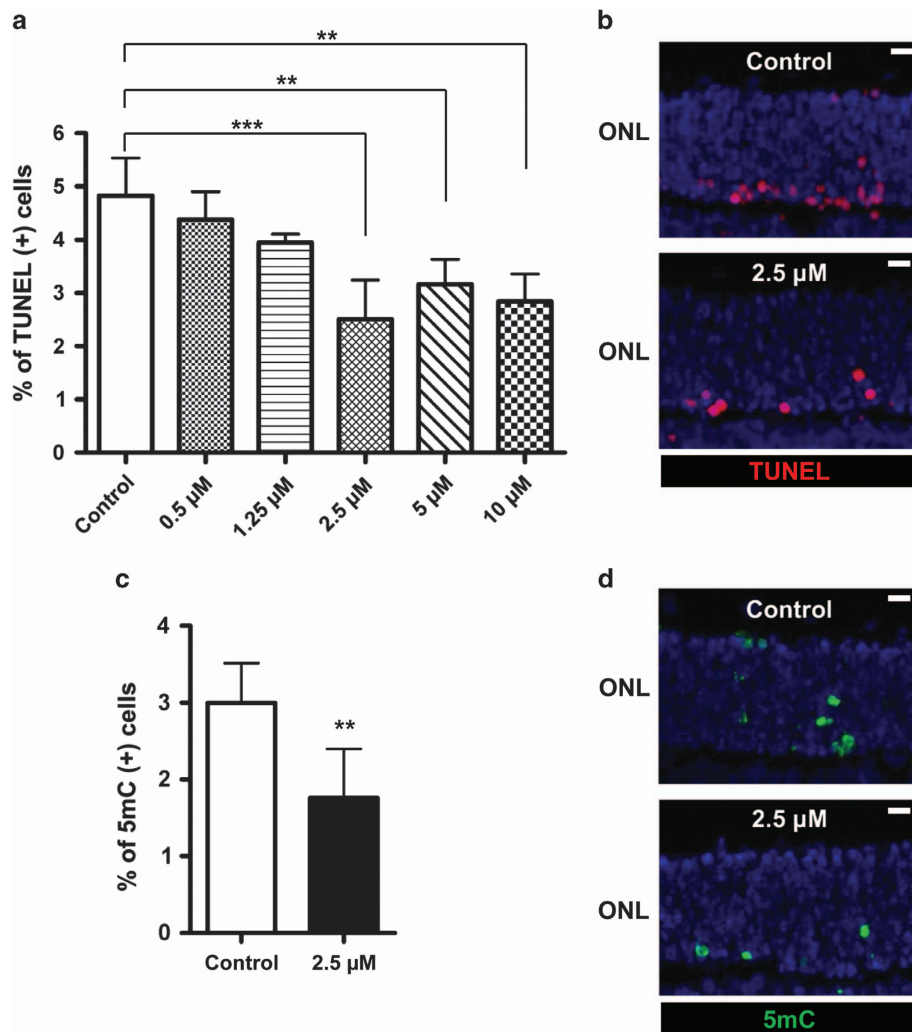 a
**
**
***
6
5
4
3
2
1
0
% of TUNEL (+) cells
Control
0.5 µM
1.25 µM
2.5 µM
5 µM
10 µM
b
Control
ONL
2.5 µM
ONL
TUNEL
c
4
3
2
1
0
% of 5mC (+) cells
**
Control
2.5 µM
d
Control
ONL
2.5 µM
ONL
5mC